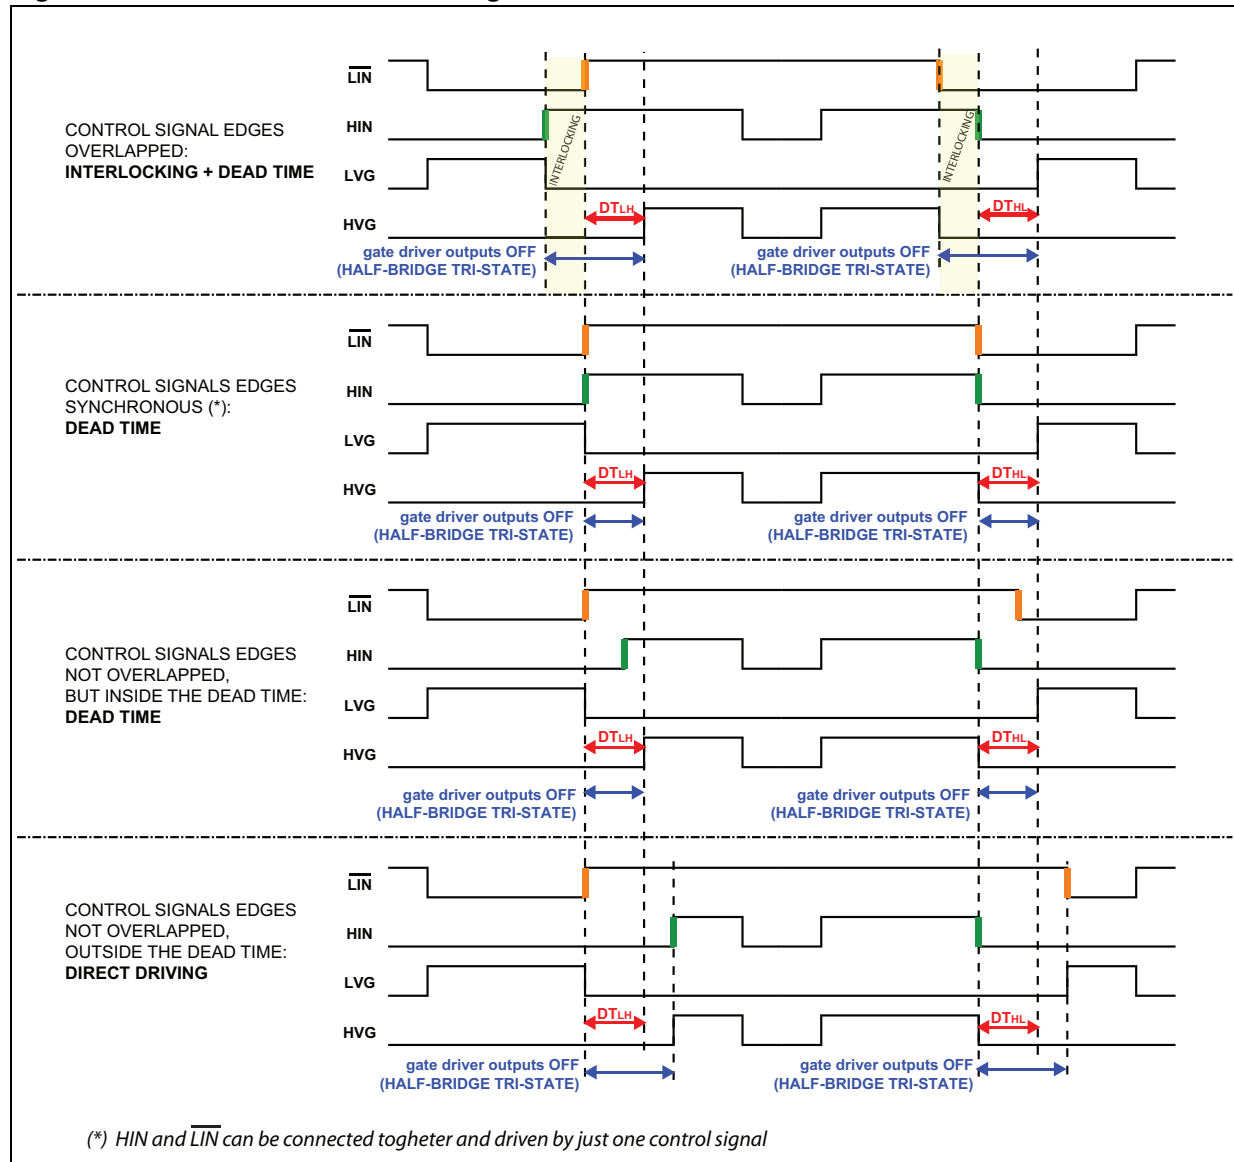 LIN
HIN
LVG
HVG
CONTROL SIGNAL EDGES
OVERLAPPED:
INTERLOCKING + DEAD TIME
INTERLOCKING
INTERLOCKING
DTLH
DTHL
gate driver outputs OFF
(HALF-BRIDGE TRI-STATE)
gate driver outputs OFF
(HALF-BRIDGE TRI-STATE)
LIN
HIN
LVG
HVG
CONTROL SIGNALS EDGES
SYNCHRONOUS (*):
DEAD TIME
DTLH
DTHL
gate driver outputs OFF
(HALF-BRIDGE TRI-STATE)
gate driver outputs OFF
(HALF-BRIDGE TRI-STATE)
LIN
HIN
LVG
HVG
CONTROL SIGNALS EDGES
NOT OVERLAPPED,
BUT INSIDE THE DEAD TIME:
DEAD TIME
DTLH
DTHL
gate driver outputs OFF
(HALF-BRIDGE TRI-STATE)
gate driver outputs OFF
(HALF-BRIDGE TRI-STATE)
LIN
HIN
LVG
HVG
CONTROL SIGNALS EDGES
NOT OVERLAPPED,
OUTSIDE THE DEAD TIME:
DIRECT DRIVING
DTLH
DTHL
gate driver outputs OFF
(HALF-BRIDGE TRI-STATE)
gate driver outputs OFF
(HALF-BRIDGE TRI-STATE)
(*) HIN and LIN can be connected togheter and driven by just one control signal